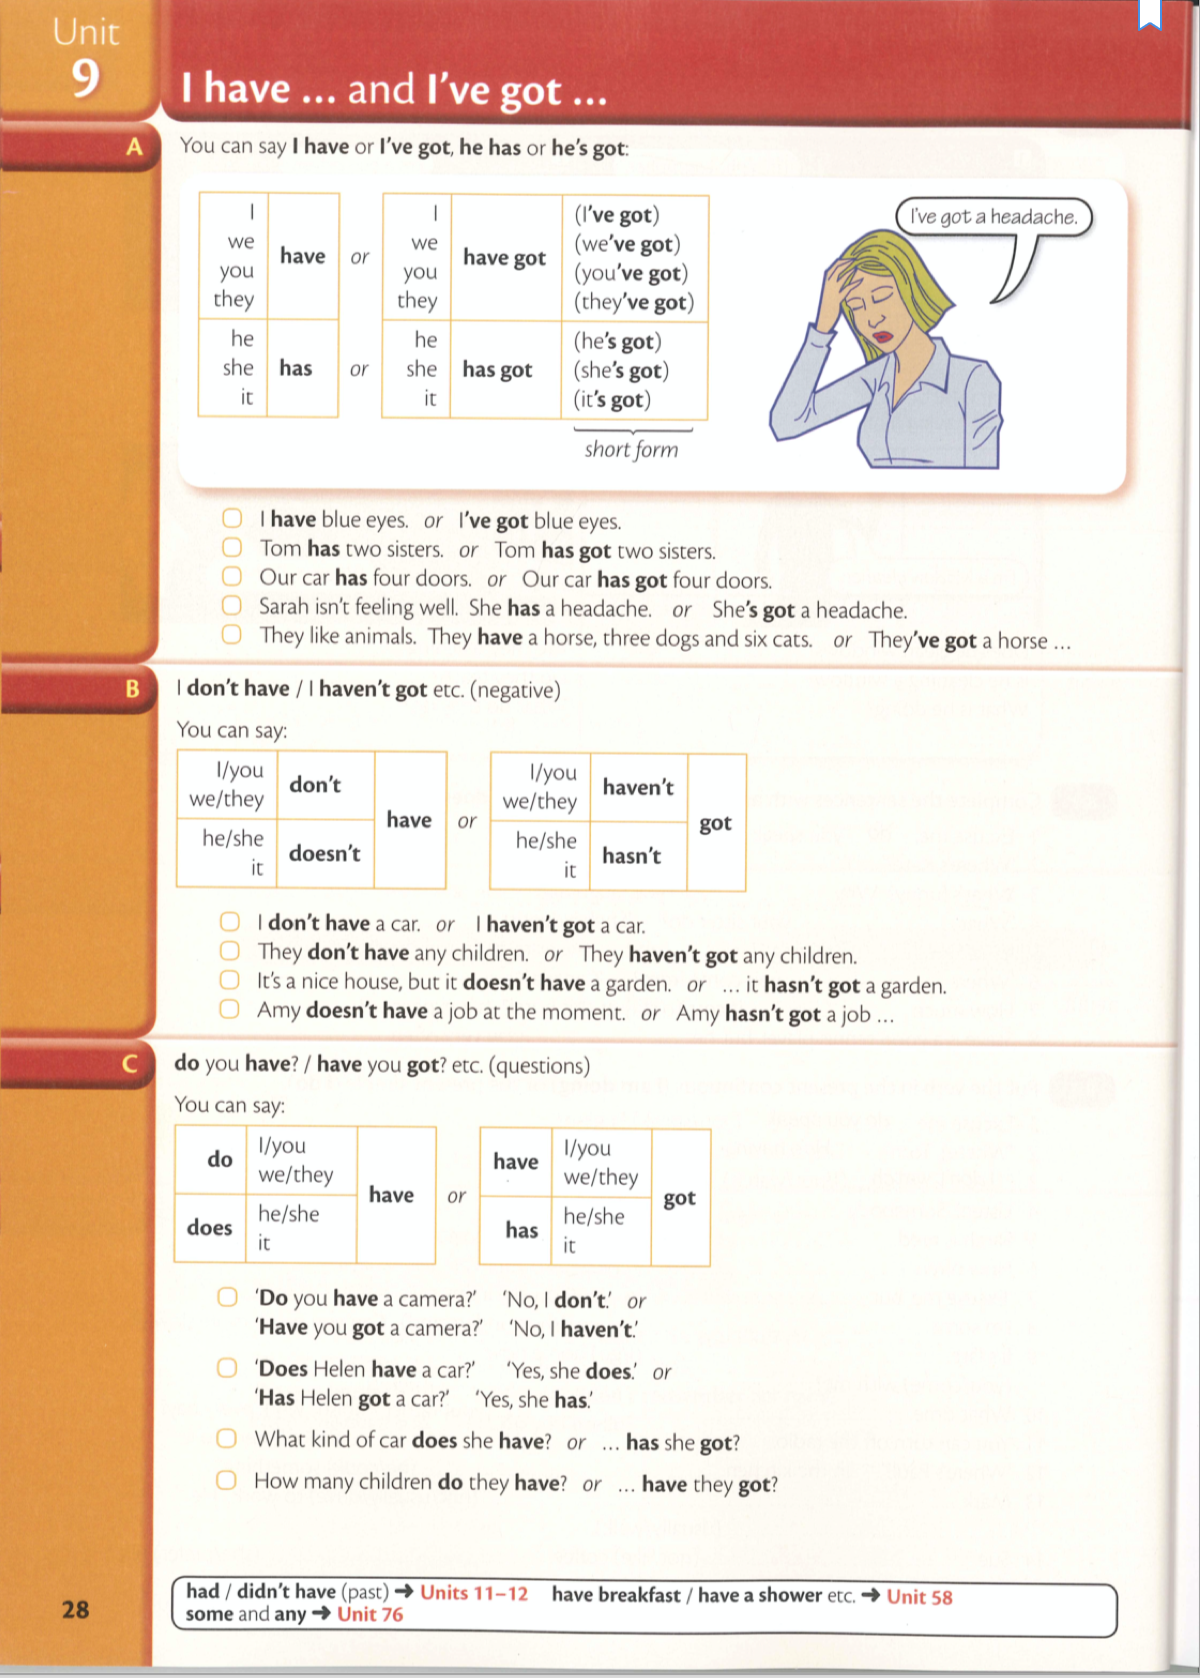 Unit
9
I have ... and I've got ...
A
You can say I have or I've got, he has or he's got:
I
we
you
they
have
or
I
we
you
they
have got
(I've got)
(we've got)
(you've got)
(they've got)
he
she
it
has
or
he
she
it
has got
(he's got)
(she's got)
(it's got)
short form
I've got a headache.
I have blue eyes. or I've got blue eyes.
Tom has two sisters. or Tom has got two sisters.
Our car has four doors. or Our car has got four doors.
Sarah isn't feeling well. She has a headache. or She's got a headache.
They like animals. They have a horse, three dogs and six cats. or They've got a horse ...
B
I don't have / I haven't got etc. (negative)
You can say:
I/you
we/they
don't
he/she
it
doesn't
have
or
I/you
we/they
haven't
he/she
it
hasn't
got
I don't have a car. or I haven't got a car.
They don't have any children. or They haven't got any children.
It's a nice house, but it doesn't have a garden. or ... it hasn't got a garden.
Amy doesn't have a job at the moment. or Amy hasn't got a job ...
C
do you have? / have you got? etc. (questions)
You can say:
do
I/you
we/they
does
he/she
it
have
or
have
I/you
we/they
has
he/she
it
got
'Do you have a camera?' 'No, I don't.' or
'Have you got a camera?' 'No, I haven't.'
'Does Helen have a car?' 'Yes, she does.' or
'Has Helen got a car?' 'Yes, she has.'
What kind of car does she have? or ... has she got?
How many children do they have? or ... have they got?
28
had / didn't have (past) → Units 11–12 have breakfast / have a shower etc. → Unit 58
some and any → Unit 76